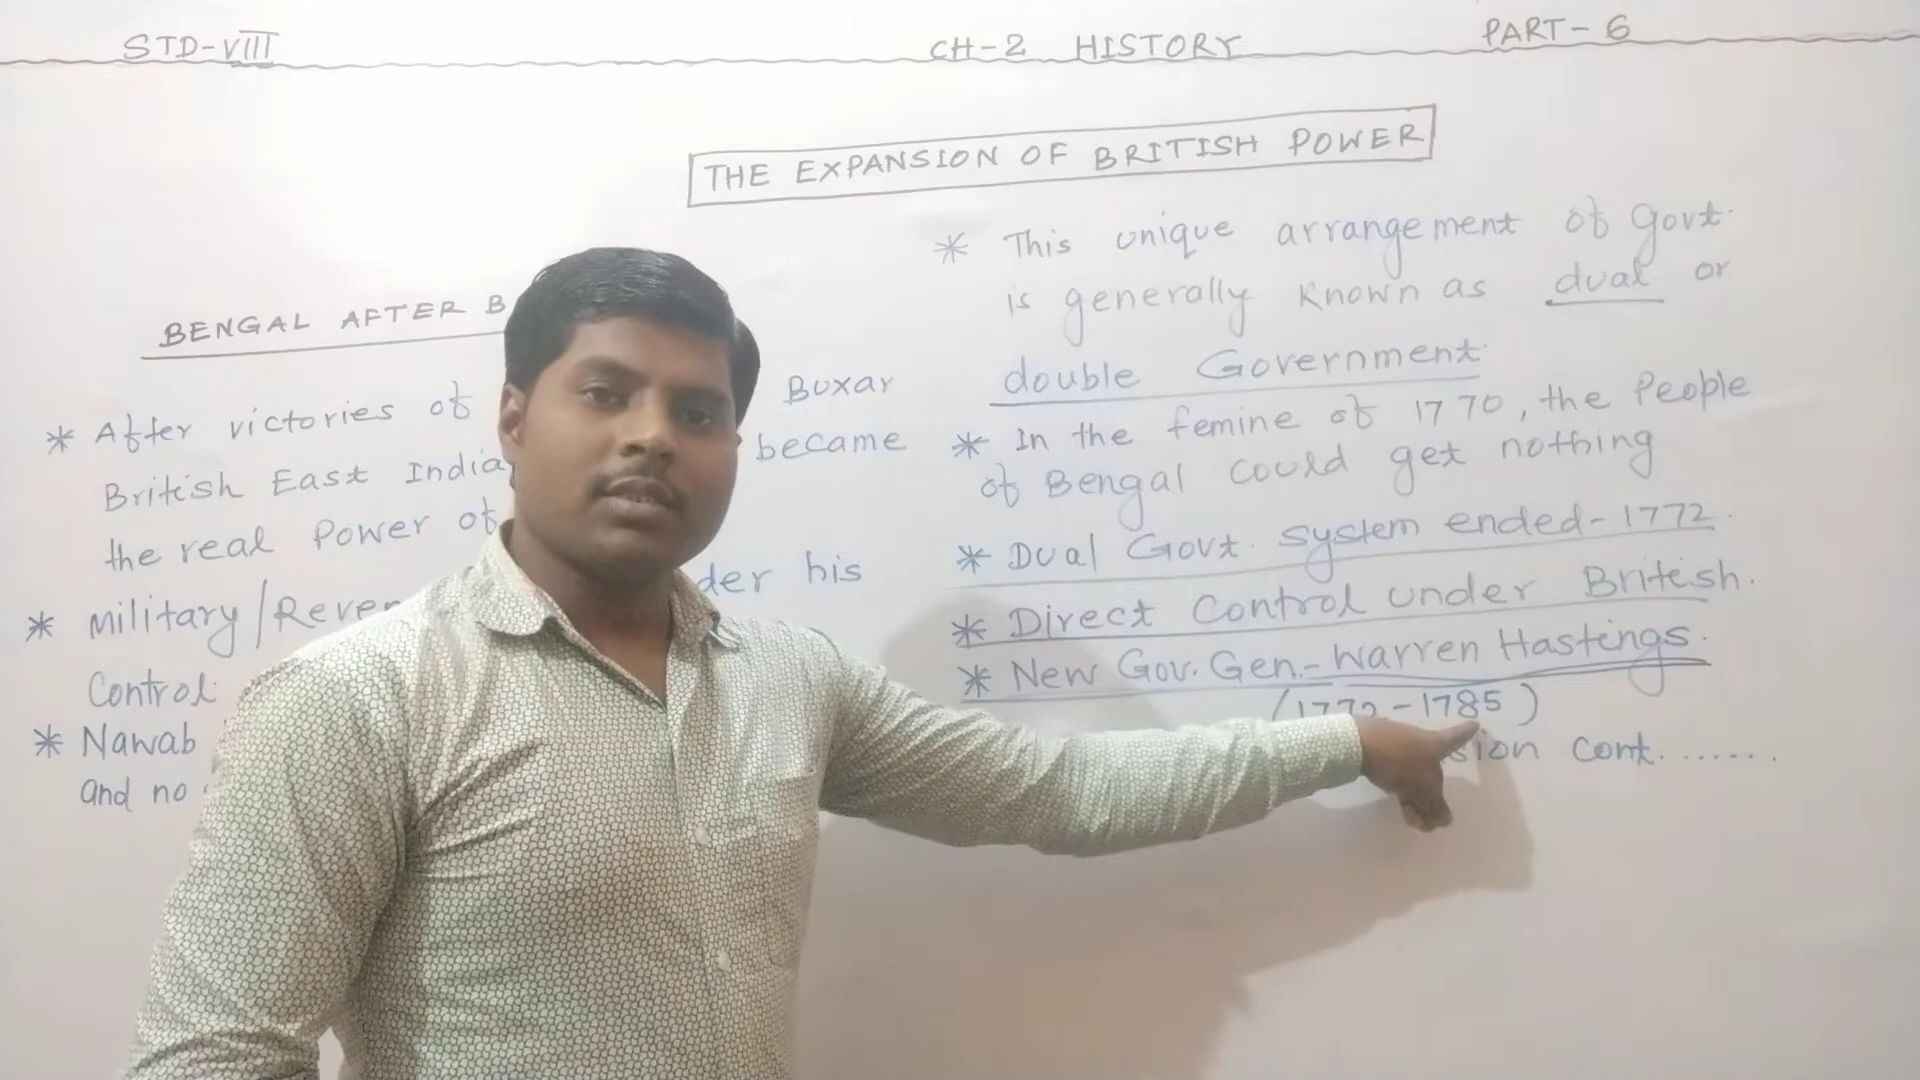 STD-VIII CH-2 HISTORY PART-6
THE EXPANSION OF BRITISH POWER
BENGAL AFTER B
* After victories of Buxar
British East India became
the real Power of
* Military/Reven der his
Control
* Nawab
and no
* This unique arrangement of Govt.
is generally known as dual or
double Government.
* In the femine of 1770, the People
of Bengal could get nothing
* Dual Govt. system ended-1772.
* Direct Control under British.
* New Gov. Gen.-Warren Hastings.
(1772-1785)
sion cont.......